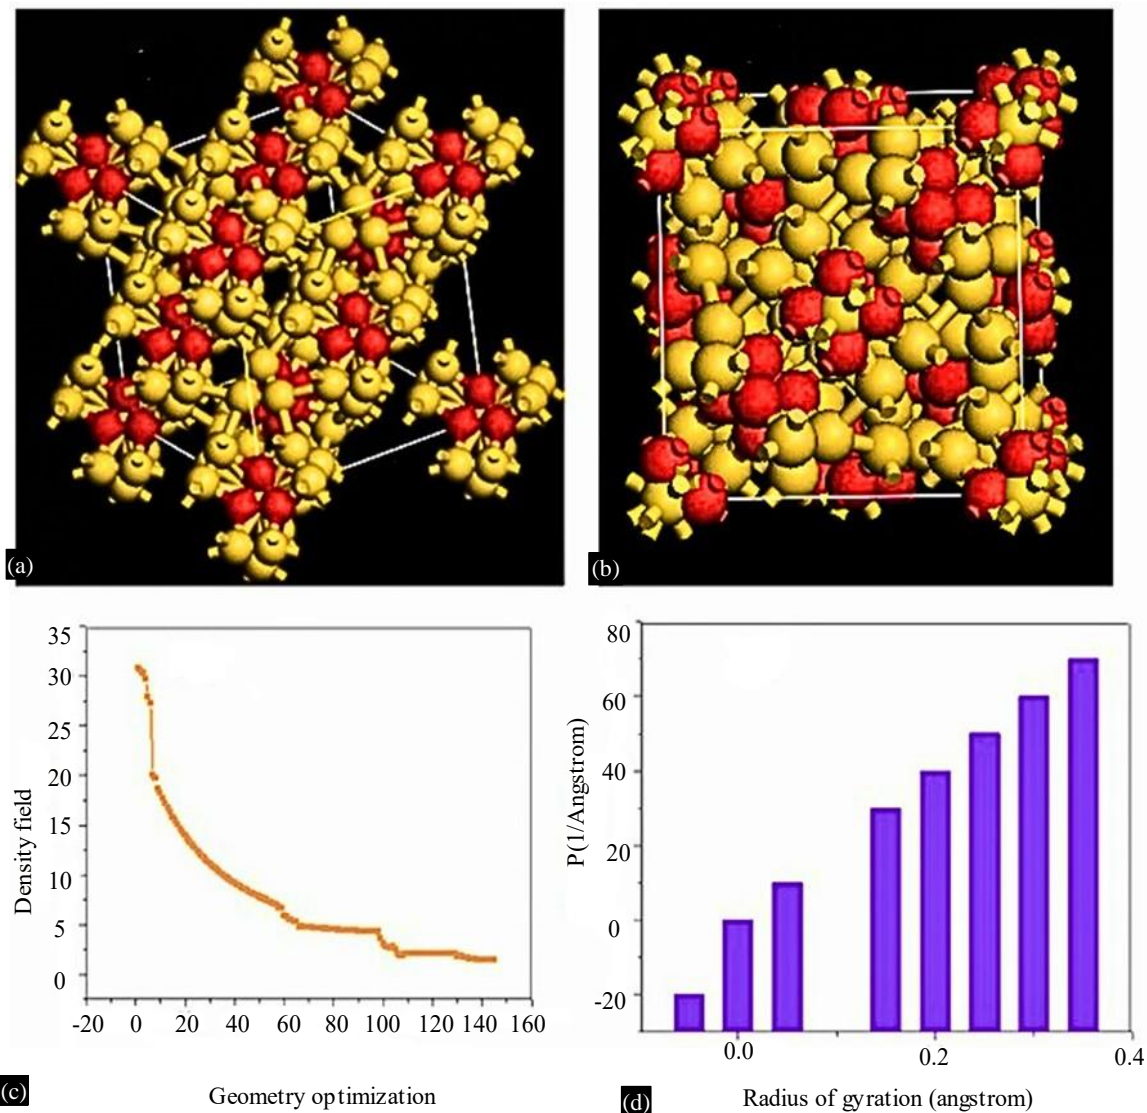 (a)
(b)
35
30
25
20
15
10
5
0
Density field
-20 0 20 40 60 80 100 120 140 160
(c)
Geometry optimization
80
60
40
20
0
-20
P(1/Angstrom)
0.0 0.2 0.4
(d)
Radius of gyration (angstrom)